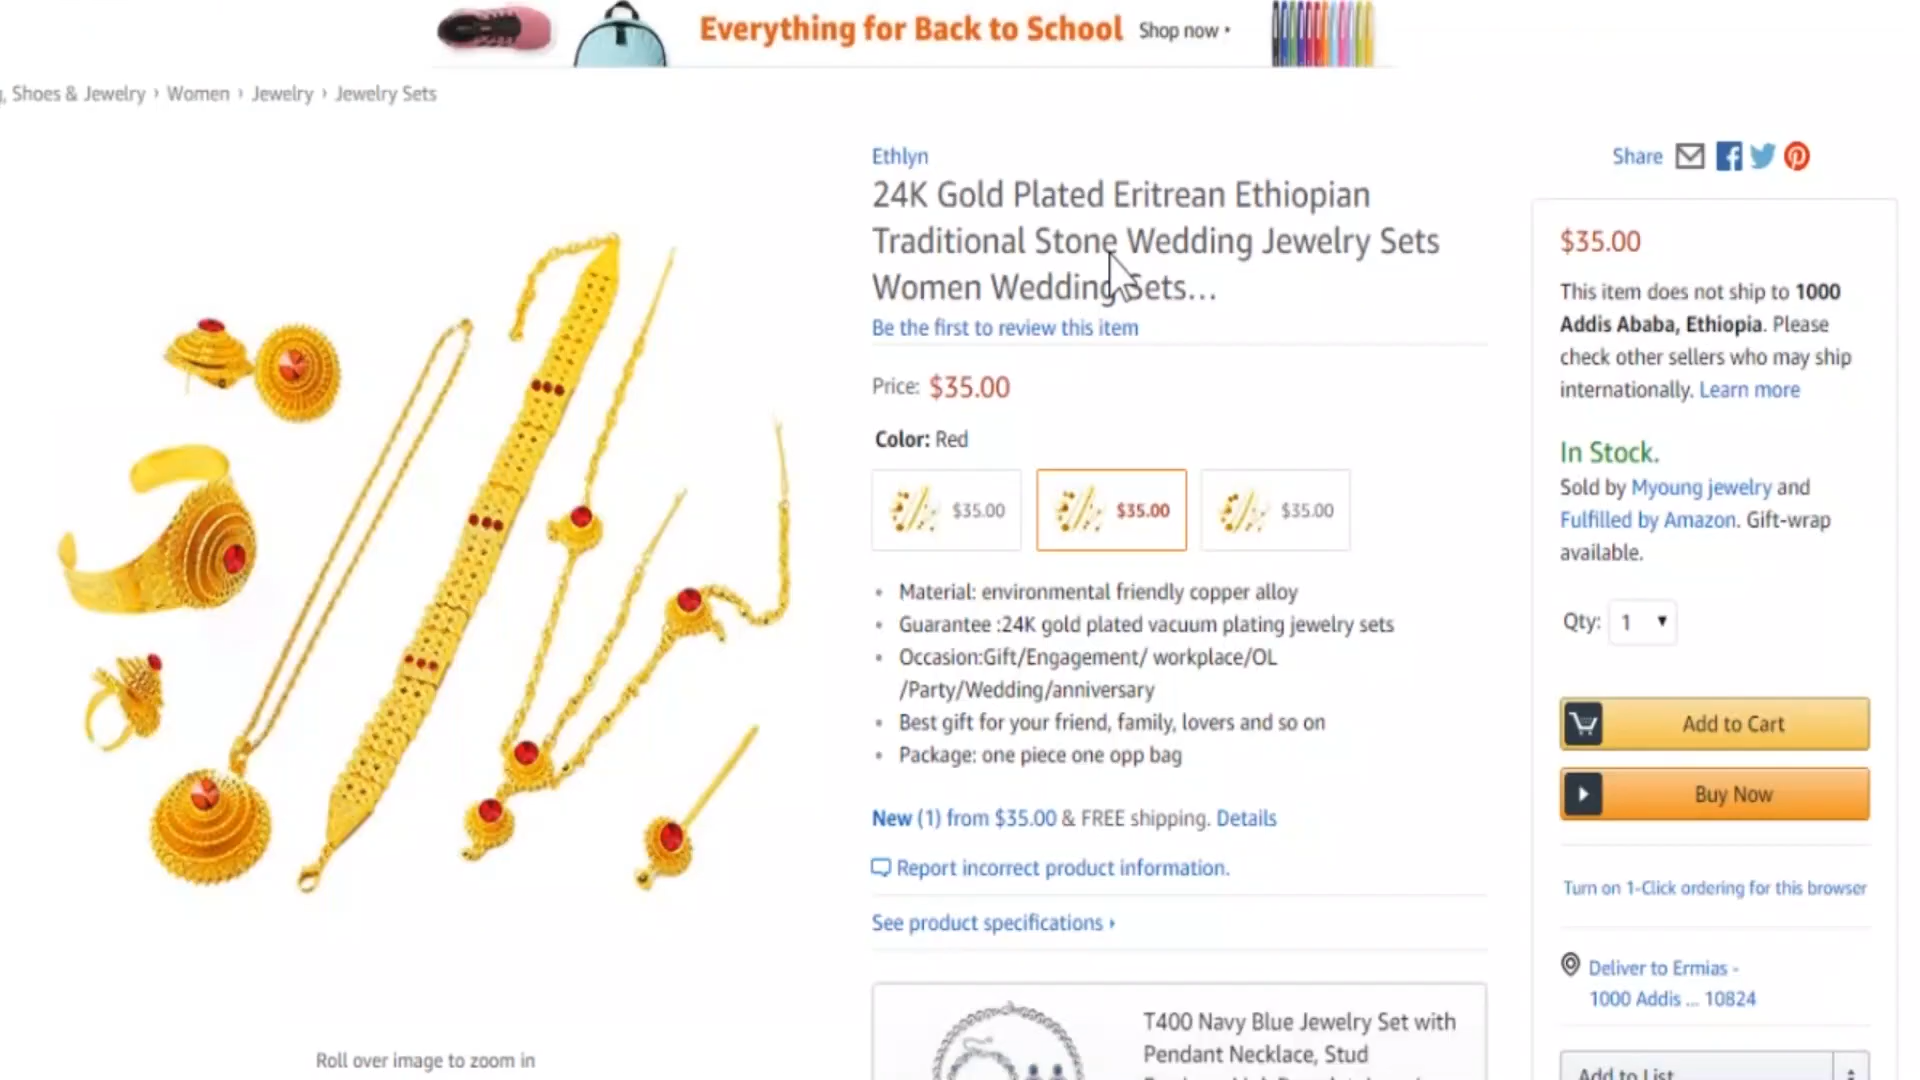 Everything for Back to School Shop now
Shoes & Jewelry › Women › Jewelry › Jewelry Sets
Ethlyn
24K Gold Plated Eritrean Ethiopian
Traditional Stone Wedding Jewelry Sets
Women Wedding Sets...
Be the first to review this item
Price: $35.00
Color: Red
$35.00 $35.00 $35.00
• Material: environmental friendly copper alloy
• Guarantee :24K gold plated vacuum plating jewelry sets
• Occasion:Gift/Engagement/ workplace/OL
/Party/Wedding/anniversary
• Best gift for your friend, family, lovers and so on
• Package: one piece one opp bag
New (1) from $35.00 & FREE shipping. Details
Report incorrect product information.
See product specifications
T400 Navy Blue Jewelry Set with
Pendant Necklace, Stud
Roll over image to zoom in
Share
$35.00
This item does not ship to 1000
Addis Ababa, Ethiopia. Please
check other sellers who may ship
internationally. Learn more
In Stock.
Sold by Myoung jewelry and
Fulfilled by Amazon. Gift-wrap
available.
Qty: 1
Add to Cart
Buy Now
Turn on 1-Click ordering for this browser
Deliver to Ermias -
1000 Addis ... 10824
Add to List